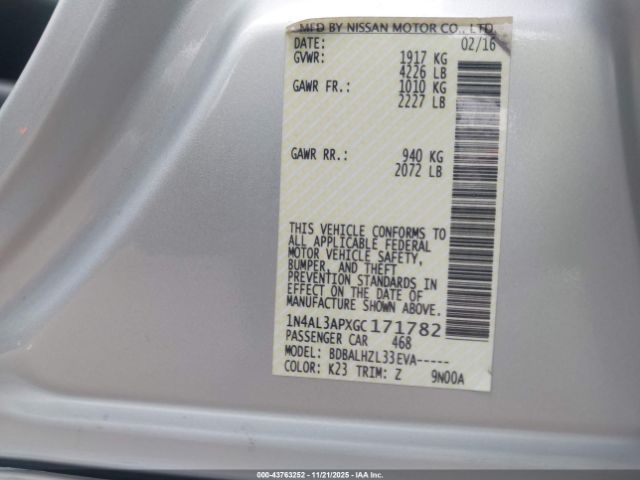 MFD BY NISSAN MOTOR CO., LTD.
DATE: 02/16
GVWR: 1917 KG
4226 LB
GAWR FR.: 1010 KG
2227 LB
GAWR RR.: 940 KG
2072 LB
THIS VEHICLE CONFORMS TO
ALL APPLICABLE FEDERAL
MOTOR VEHICLE SAFETY,
BUMPER, AND THEFT
PREVENTION STANDARDS IN
EFFECT ON THE DATE OF
MANUFACTURE SHOWN ABOVE.
1N4AL3APXGC171782
PASSENGER CAR 468
MODEL: BDBALHZL33EVA-----
COLOR: K23 TRIM: Z 9N00A
000-43763252 - 11/21/2025 - IAAI.COM